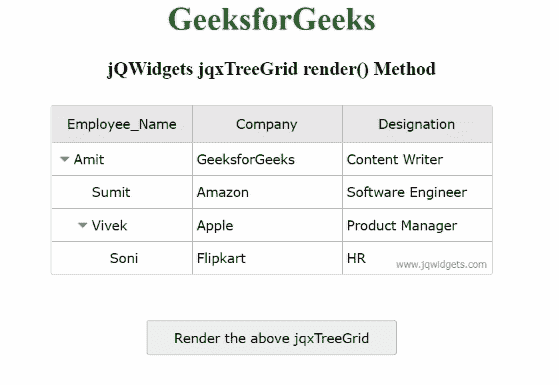 GeeksforGeeks
jQWidgets jqxTreeGrid render() Method
Employee_Name Company Designation
Amit GeeksforGeeks Content Writer
Sumit Amazon Software Engineer
Vivek Apple Product Manager
Soni Flipkart HR
www.jqwidgets.com
Render the above jqxTreeGrid